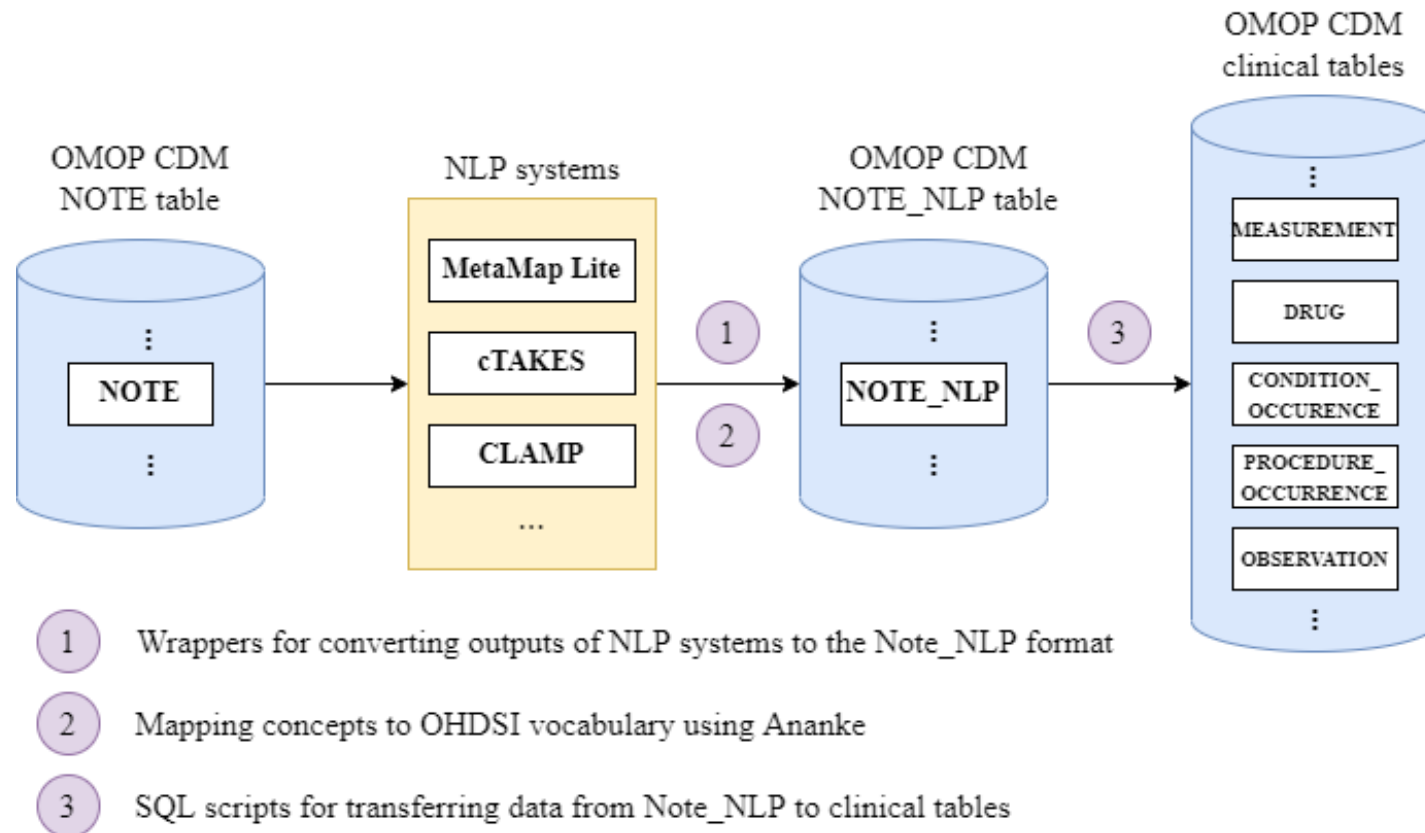 OMOP CDM
NOTE table
⋮
NOTE
⋮
NLP systems
MetaMap Lite
cTAKES
CLAMP
...
1
2
OMOP CDM
NOTE_NLP table
⋮
NOTE_NLP
⋮
3
OMOP CDM
clinical tables
⋮
MEASUREMENT
DRUG
CONDITION_
OCCURENCE
PROCEDURE_
OCCURRENCE
OBSERVATION
⋮
1 Wrappers for converting outputs of NLP systems to the Note_NLP format
2 Mapping concepts to OHDSI vocabulary using Ananke
3 SQL scripts for transferring data from Note_NLP to clinical tables